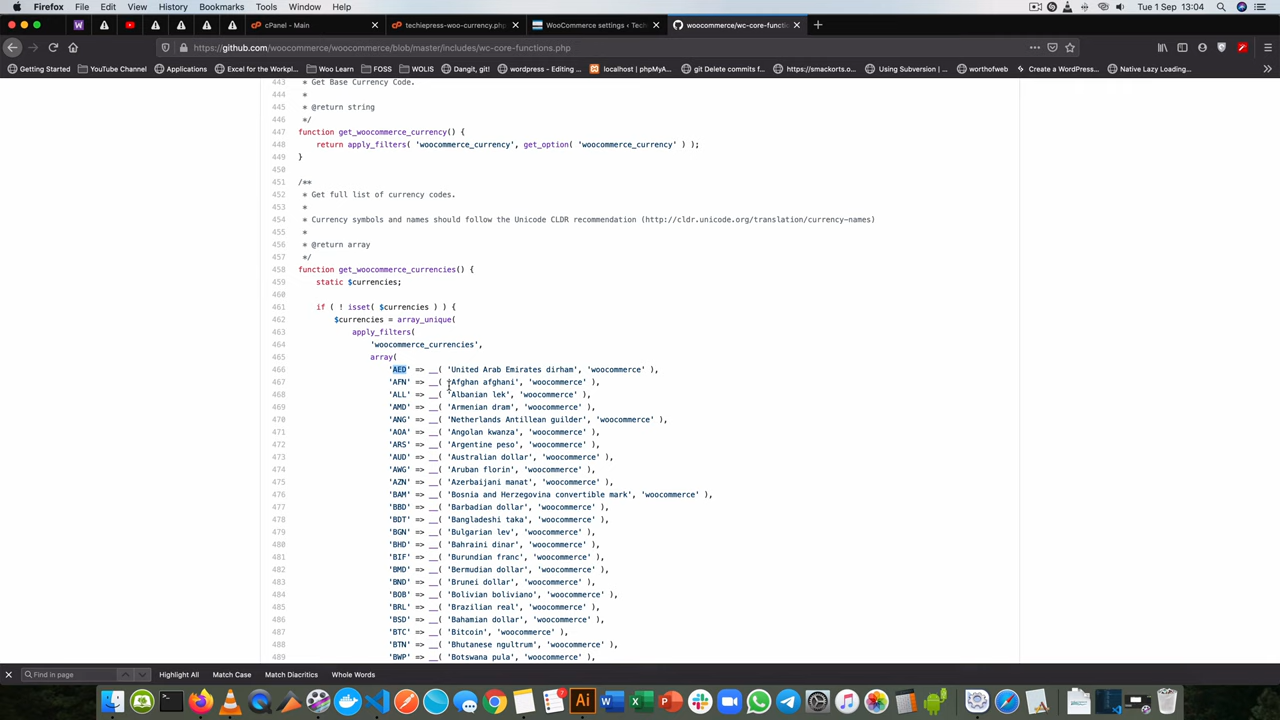 Firefox File Edit View History Bookmarks Tools Window Help Tue 1 Sep 13:04
cPanel - Main
techiepress-woo-currency.php
WooCommerce settings ‹ Tech
woocommerce/wc-core-functi
https://github.com/woocommerce/woocommerce/blob/master/includes/wc-core-functions.php
Getting Started YouTube Channel Applications Excel for the Workpl... Woo Learn FOSS WOLIS Dangit, git! wordpress - Editing ... localhost | phpMyA... git Delete commits f... https://smackorts.o... Using Subversion |... worthofweb Create a WordPress... Native Lazy Loading...
443 * Get Base Currency Code.
444 *
445 * @return string
446 */
447 function get_woocommerce_currency() {
448 return apply_filters( 'woocommerce_currency', get_option( 'woocommerce_currency' ) );
449 }
450
451 /**
452 * Get full list of currency codes.
453 *
454 * Currency symbols and names should follow the Unicode CLDR recommendation (http://cldr.unicode.org/translation/currency-names)
455 *
456 * @return array
457 */
458 function get_woocommerce_currencies() {
459 static $currencies;
460
461 if ( ! isset( $currencies ) ) {
462 $currencies = array_unique(
463 apply_filters(
464 'woocommerce_currencies',
465 array(
466 'AED' => __( 'United Arab Emirates dirham', 'woocommerce' ),
467 'AFN' => __( 'Afghan afghani', 'woocommerce' ),
468 'ALL' => __( 'Albanian lek', 'woocommerce' ),
469 'AMD' => __( 'Armenian dram', 'woocommerce' ),
470 'ANG' => __( 'Netherlands Antillean guilder', 'woocommerce' ),
471 'AOA' => __( 'Angolan kwanza', 'woocommerce' ),
472 'ARS' => __( 'Argentine peso', 'woocommerce' ),
473 'AUD' => __( 'Australian dollar', 'woocommerce' ),
474 'AWG' => __( 'Aruban florin', 'woocommerce' ),
475 'AZN' => __( 'Azerbaijani manat', 'woocommerce' ),
476 'BAM' => __( 'Bosnia and Herzegovina convertible mark', 'woocommerce' ),
477 'BBD' => __( 'Barbadian dollar', 'woocommerce' ),
478 'BDT' => __( 'Bangladeshi taka', 'woocommerce' ),
479 'BGN' => __( 'Bulgarian lev', 'woocommerce' ),
480 'BHD' => __( 'Bahraini dinar', 'woocommerce' ),
481 'BIF' => __( 'Burundian franc', 'woocommerce' ),
482 'BMD' => __( 'Bermudian dollar', 'woocommerce' ),
483 'BND' => __( 'Brunei dollar', 'woocommerce' ),
484 'BOB' => __( 'Bolivian boliviano', 'woocommerce' ),
485 'BRL' => __( 'Brazilian real', 'woocommerce' ),
486 'BSD' => __( 'Bahamian dollar', 'woocommerce' ),
487 'BTC' => __( 'Bitcoin', 'woocommerce' ),
488 'BTN' => __( 'Bhutanese ngultrum', 'woocommerce' ),
489 'BWP' => __( 'Botswana pula', 'woocommerce' ),
Find in page Highlight All Match Case Match Diacritics Whole Words